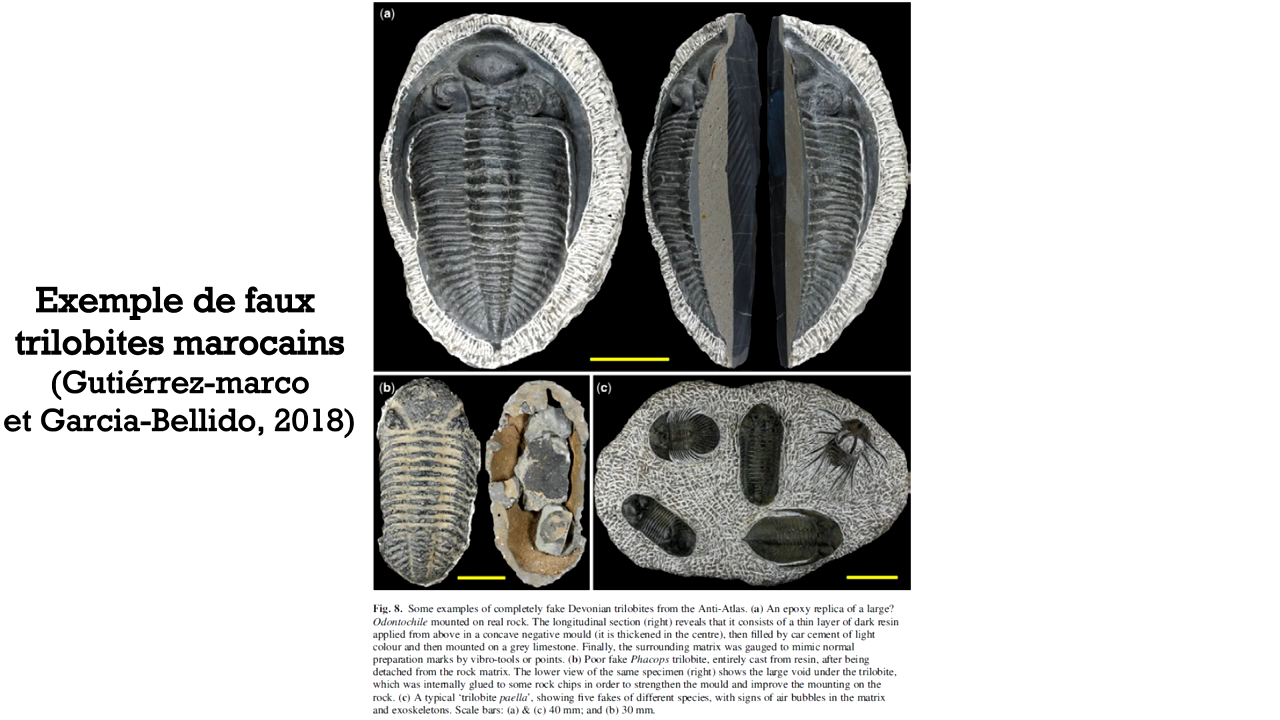 Exemple de faux
trilobites marocains
(Gutiérrez-marco
et Garcia-Bellido, 2018)
(a)
(b)
(c)
Fig. 8. Some examples of completely fake Devonian trilobites from the Anti-Atlas. (a) An epoxy replica of a large?
Odontochile mounted on real rock. The longitudinal section (right) reveals that it consists of a thin layer of dark resin
applied from above in a concave negative mould (it is thickened in the centre), then filled by car cement of light
colour and then mounted on a grey limestone. Finally, the surrounding matrix was gauged to mimic normal
preparation marks by vibro-tools or points. (b) Poor fake Phacops trilobite, entirely cast from resin, after being
detached from the rock matrix. The lower view of the same specimen (right) shows the large void under the trilobite,
which was internally glued to some rock chips in order to strengthen the mould and improve the mounting on the
rock. (c) A typical ‘trilobite paella’, showing five fakes of different species, with signs of air bubbles in the matrix
and exoskeletons. Scale bars: (a) & (c) 40 mm; and (b) 30 mm.